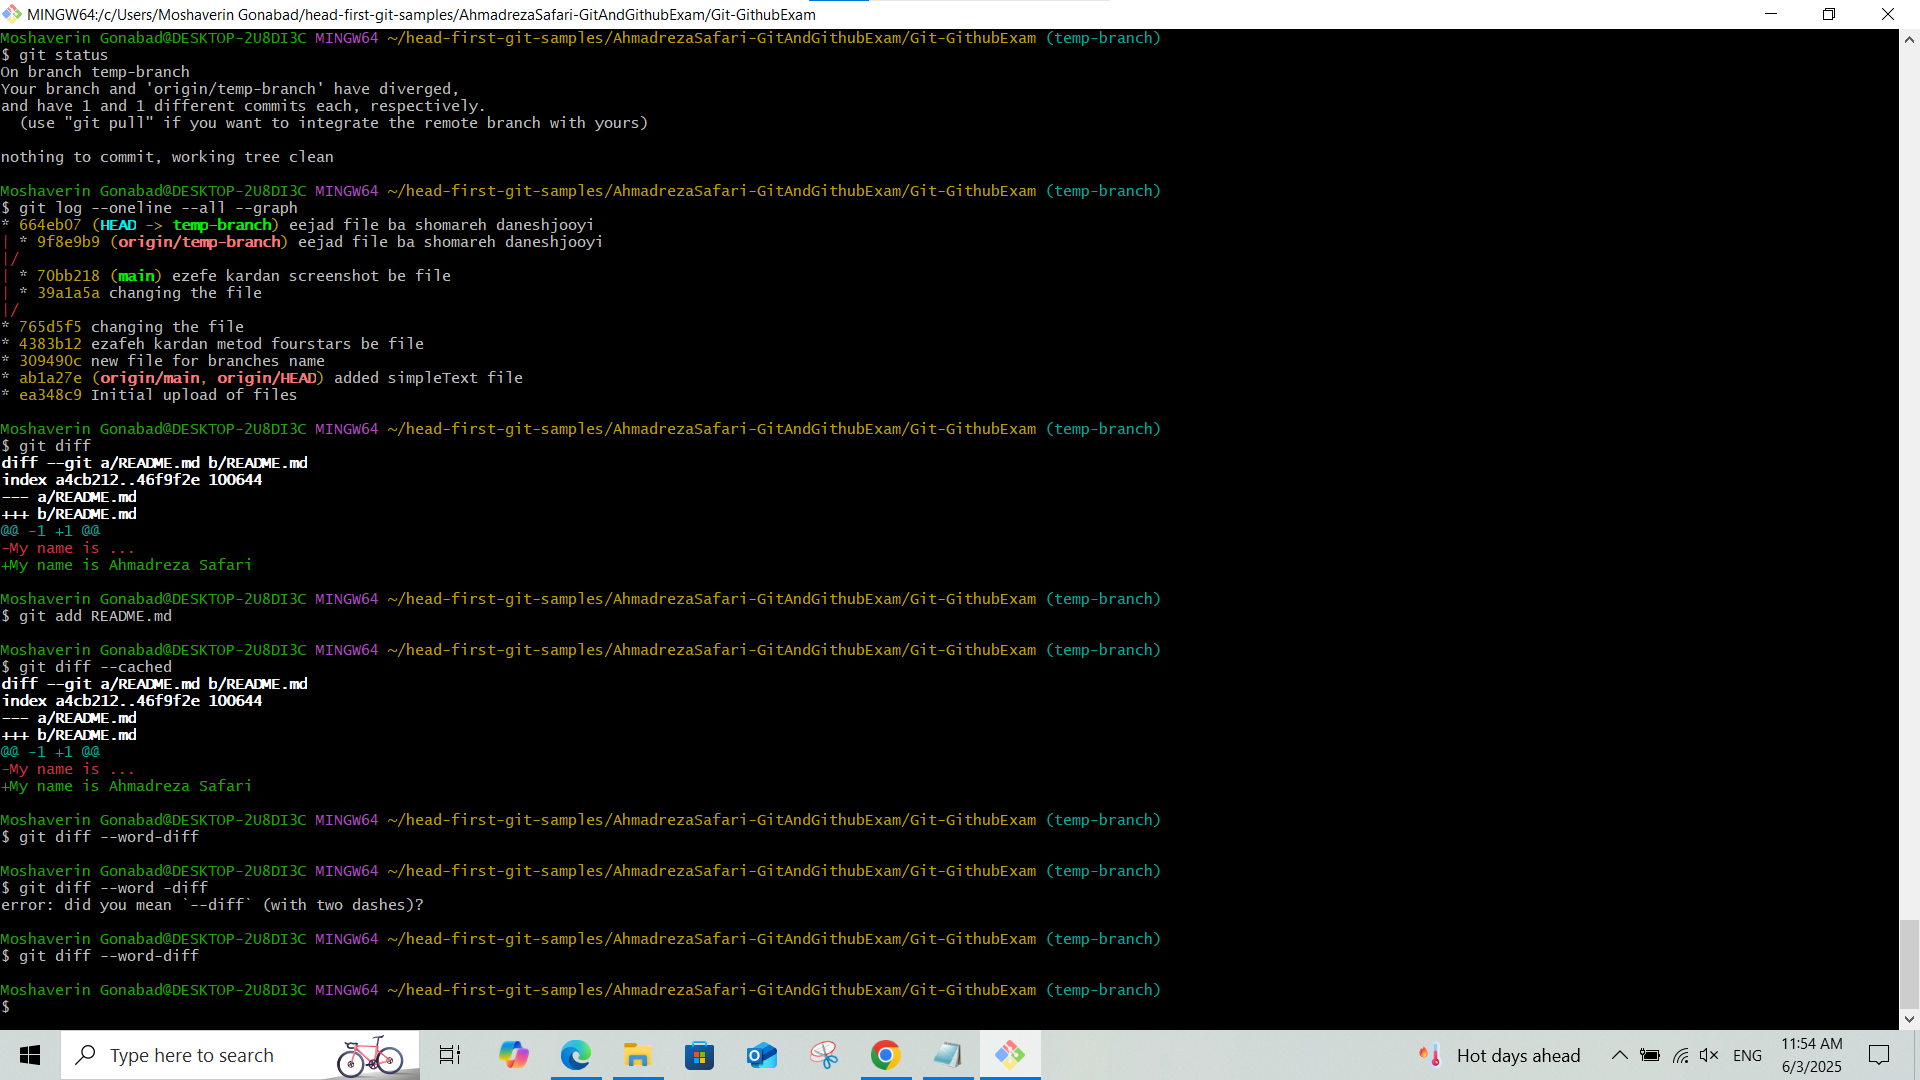 MINGW64:/c/Users/Moshaverin Gonabad/head-first-git-samples/AhmadrezaSafari-GitAndGithubExam/Git-GithubExam
Moshaverin Gonabad@DESKTOP-2U8DI3C MINGW64 ~/head-first-git-samples/AhmadrezaSafari-GitAndGithubExam/Git-GithubExam (temp-branch)
$ git status
On branch temp-branch
Your branch and 'origin/temp-branch' have diverged,
and have 1 and 1 different commits each, respectively.
  (use "git pull" if you want to integrate the remote branch with yours)
nothing to commit, working tree clean
Moshaverin Gonabad@DESKTOP-2U8DI3C MINGW64 ~/head-first-git-samples/AhmadrezaSafari-GitAndGithubExam/Git-GithubExam (temp-branch)
$ git log --oneline --all --graph
* 664eb07 (HEAD -> temp-branch) eejad file ba shomareh daneshjooyi
| * 9f8e9b9 (origin/temp-branch) eejad file ba shomareh daneshjooyi
|/
| * 70bb218 (main) ezefe kardan screenshot be file
| * 39a1a5a changing the file
|/
* 765d5f5 changing the file
* 4383b12 ezafeh kardan metod fourstars be file
* 309490c new file for branches name
* ab1a27e (origin/main, origin/HEAD) added simpleText file
* ea348c9 Initial upload of files
Moshaverin Gonabad@DESKTOP-2U8DI3C MINGW64 ~/head-first-git-samples/AhmadrezaSafari-GitAndGithubExam/Git-GithubExam (temp-branch)
$ git diff
diff --git a/README.md b/README.md
index a4cb212..46f9f2e 100644
--- a/README.md
+++ b/README.md
@@ -1 +1 @@
-My name is ...
+My name is Ahmadreza Safari
Moshaverin Gonabad@DESKTOP-2U8DI3C MINGW64 ~/head-first-git-samples/AhmadrezaSafari-GitAndGithubExam/Git-GithubExam (temp-branch)
$ git add README.md
Moshaverin Gonabad@DESKTOP-2U8DI3C MINGW64 ~/head-first-git-samples/AhmadrezaSafari-GitAndGithubExam/Git-GithubExam (temp-branch)
$ git diff --cached
diff --git a/README.md b/README.md
index a4cb212..46f9f2e 100644
--- a/README.md
+++ b/README.md
@@ -1 +1 @@
-My name is ...
+My name is Ahmadreza Safari
Moshaverin Gonabad@DESKTOP-2U8DI3C MINGW64 ~/head-first-git-samples/AhmadrezaSafari-GitAndGithubExam/Git-GithubExam (temp-branch)
$ git diff --word-diff
Moshaverin Gonabad@DESKTOP-2U8DI3C MINGW64 ~/head-first-git-samples/AhmadrezaSafari-GitAndGithubExam/Git-GithubExam (temp-branch)
$ git diff --word -diff
error: did you mean `--diff` (with two dashes)?
Moshaverin Gonabad@DESKTOP-2U8DI3C MINGW64 ~/head-first-git-samples/AhmadrezaSafari-GitAndGithubExam/Git-GithubExam (temp-branch)
$ git diff --word-diff
Moshaverin Gonabad@DESKTOP-2U8DI3C MINGW64 ~/head-first-git-samples/AhmadrezaSafari-GitAndGithubExam/Git-GithubExam (temp-branch)
$
Type here to search
Hot days ahead
ENG
11:54 AM
6/3/2025